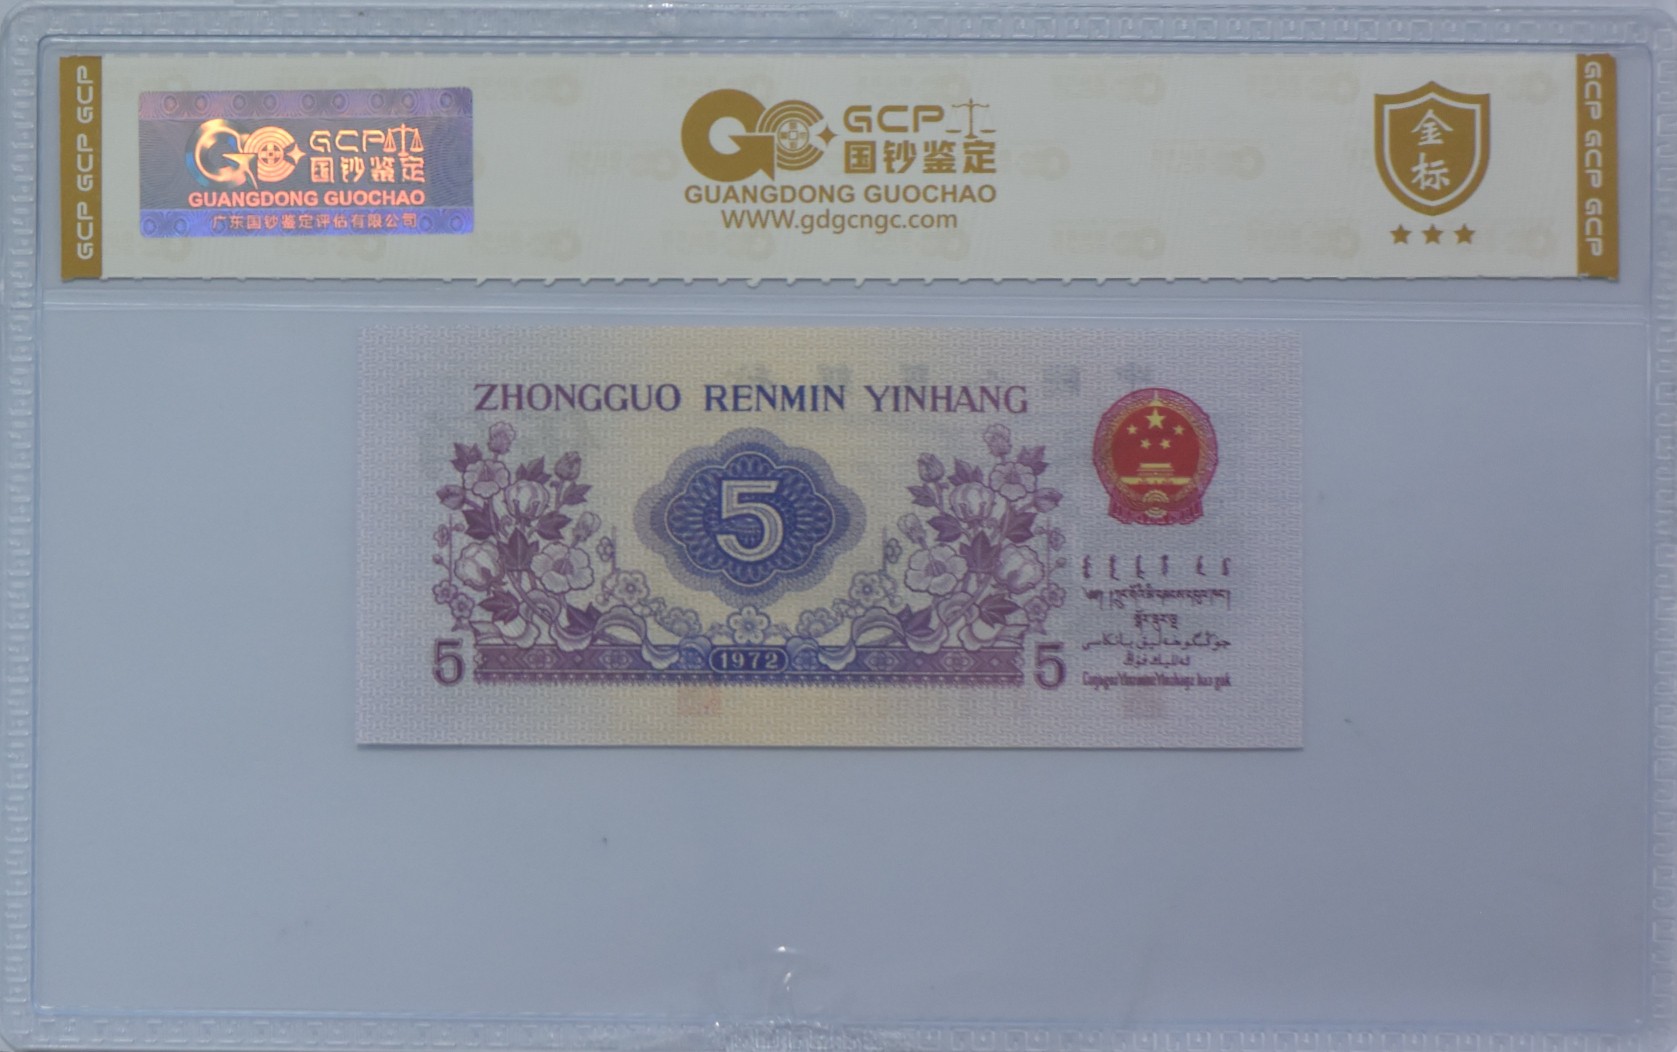 GCP GCP GCP
GCP国钞鉴定
GUANGDONG GUOCHAO
广东国钞鉴定评估有限公司
GCP
国钞鉴定
GUANGDONG GUOCHAO
WWW.gdgcngc.com
金标
GCP GCP GCP
ZHONGGUO RENMIN YINHANG
5
5
1972
5